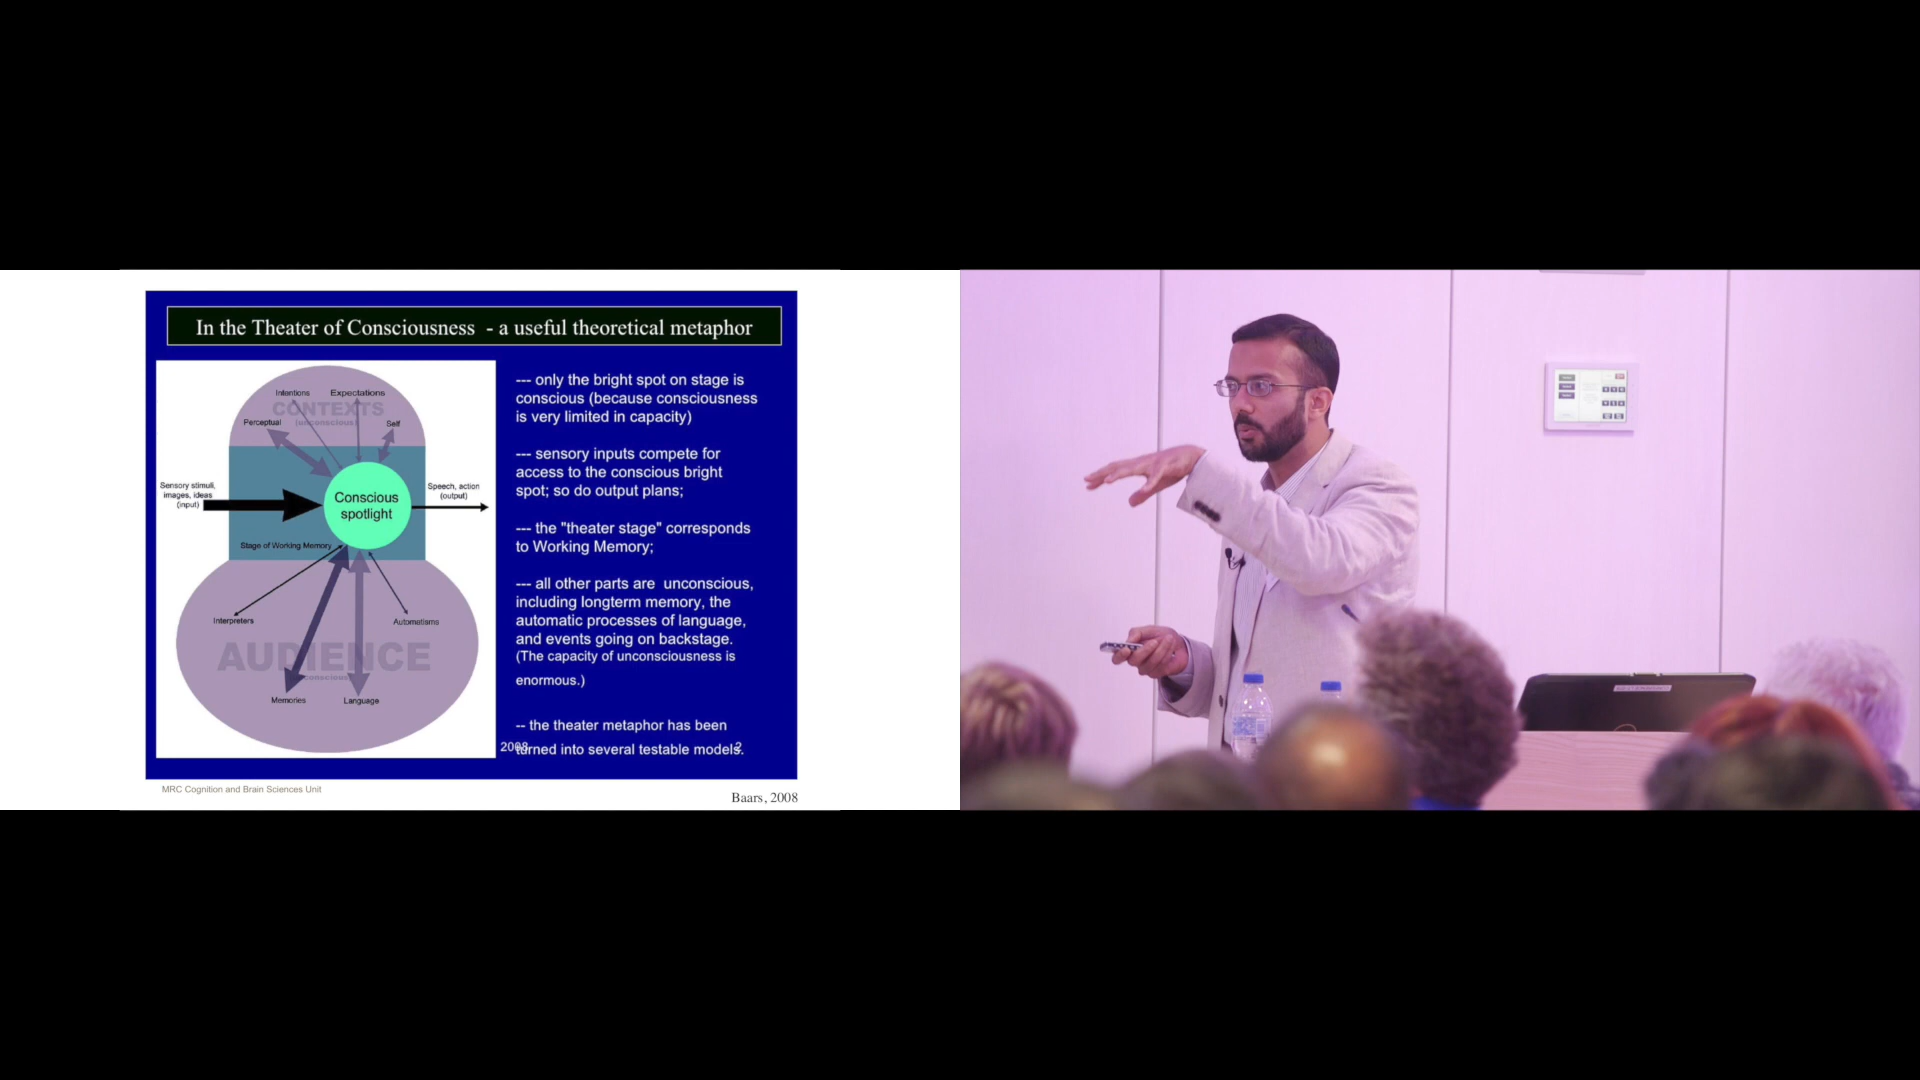 In the Theater of Consciousness - a useful theoretical metaphor
Intentions
Expectations
CONTEXTS
(unconscious)
Perceptual
Self
Sensory stimuli,
images, ideas
(input)
Conscious
spotlight
Speech, action
(output)
Stage of Working Memory
Interpreters
Automatisms
AUDIENCE
Memories
Language
--- only the bright spot on stage is
conscious (because consciousness
is very limited in capacity)
--- sensory inputs compete for
access to the conscious bright
spot; so do output plans;
--- the "theater stage" corresponds
to Working Memory;
--- all other parts are unconscious,
including longterm memory, the
automatic processes of language,
and events going on backstage.
(The capacity of unconsciousness is
enormous.)
-- the theater metaphor has been
turned into several testable models.
2008
2
MRC Cognition and Brain Sciences Unit
Baars, 2008